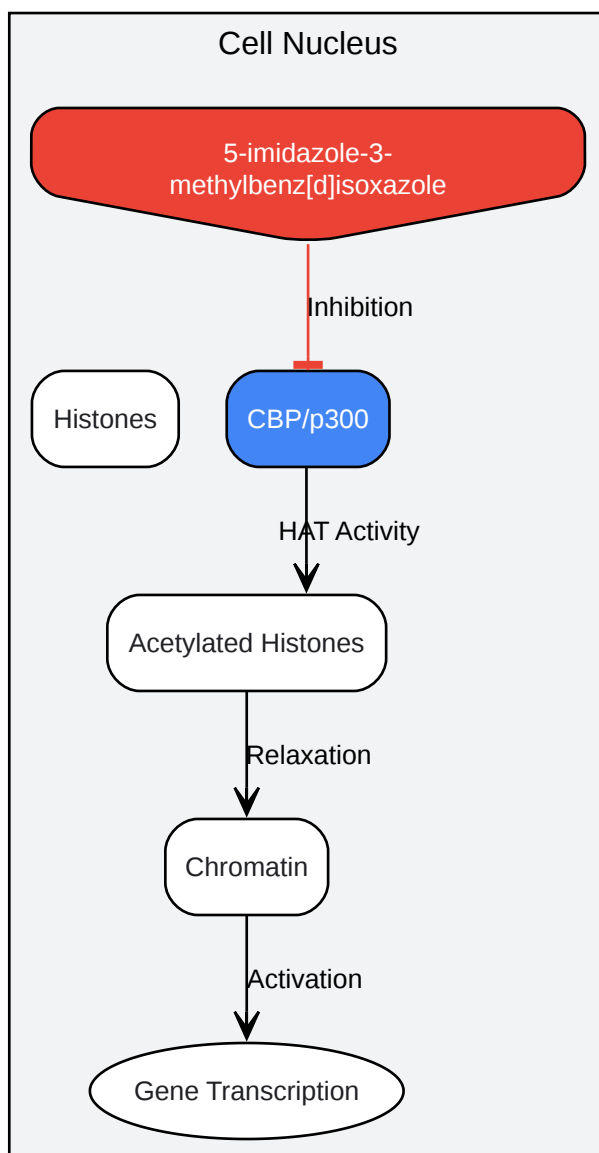 Cell Nucleus
5-imidazole-3-
methylbenz[d]isoxazole
Inhibition
Histones
CBP/p300
HAT Activity
Acetylated Histones
Relaxation
Chromatin
Activation
Gene Transcription